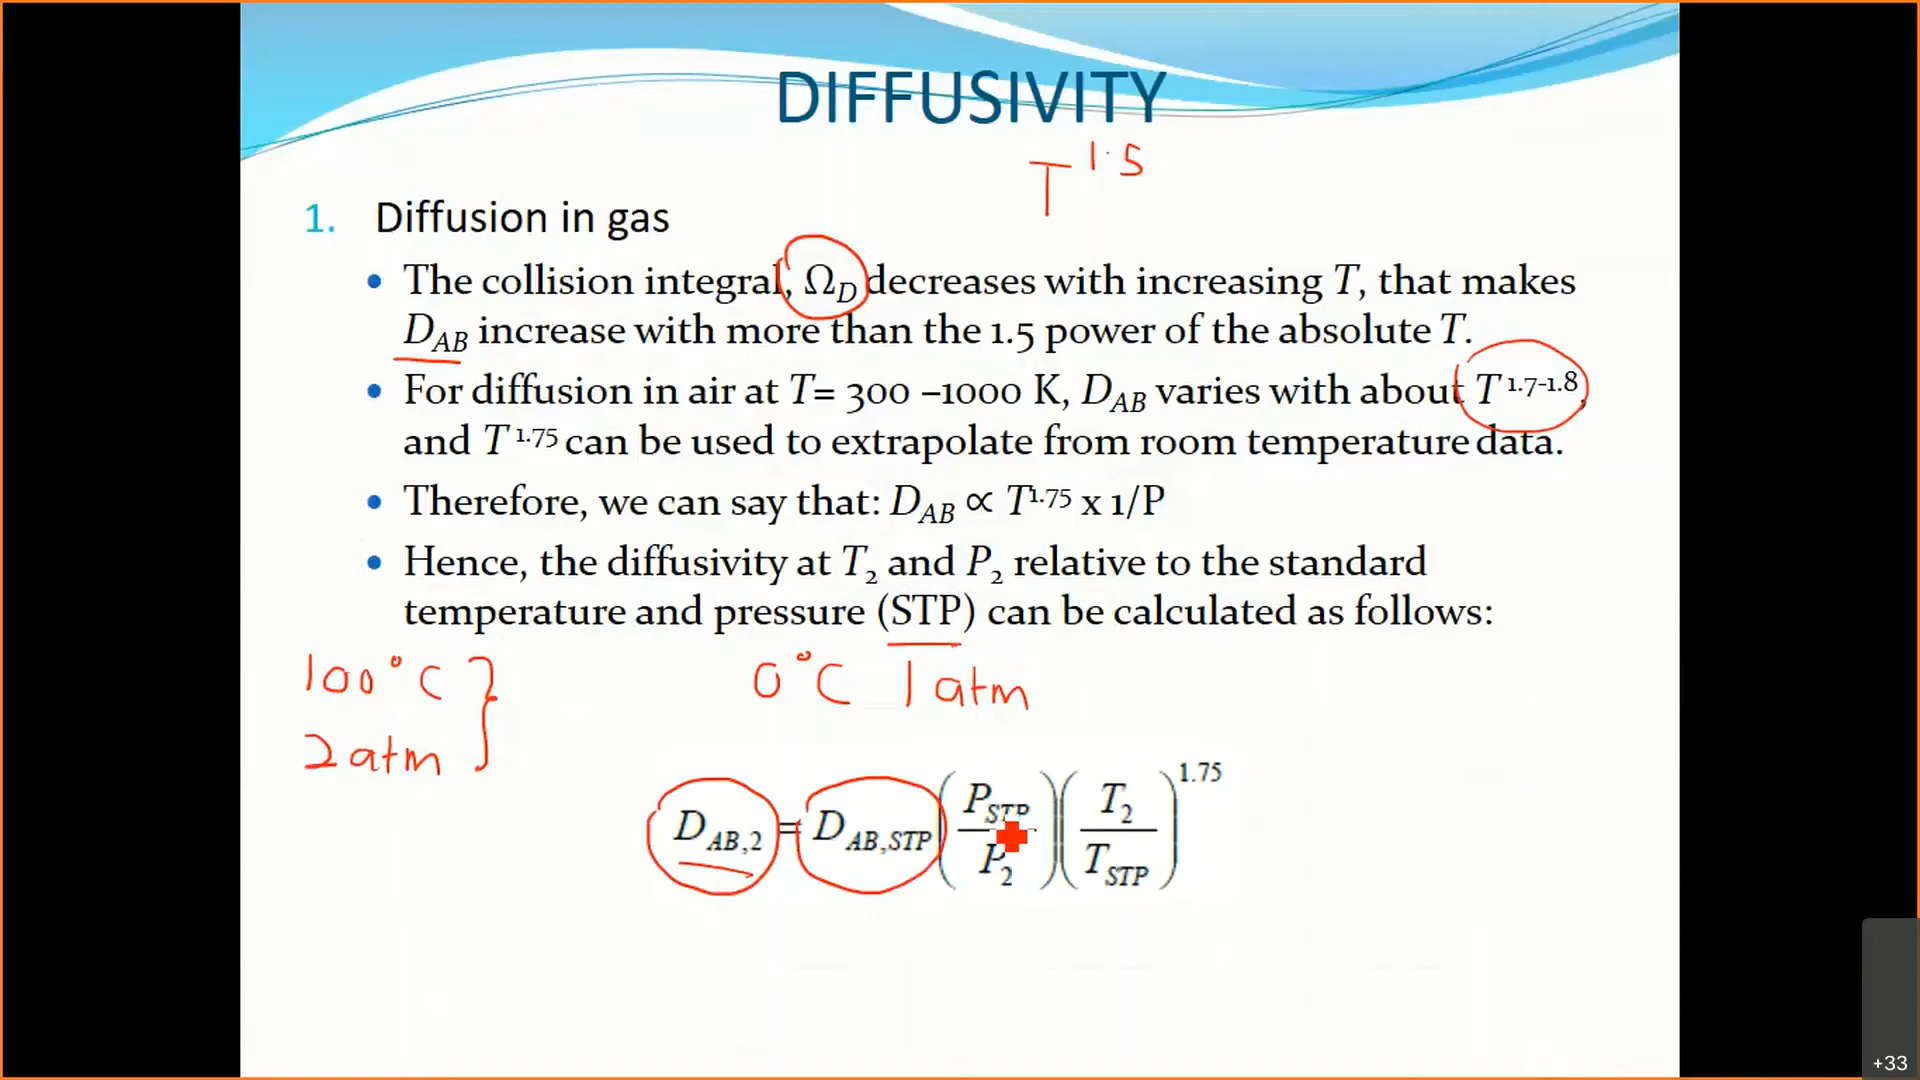 DIFFUSIVITY
T^1.5
1. Diffusion in gas
• The collision integral, Ω_D decreases with increasing T, that makes
D_AB increase with more than the 1.5 power of the absolute T.
• For diffusion in air at T= 300 –1000 K, D_AB varies with about T^1.7-1.8,
and T^1.75 can be used to extrapolate from room temperature data.
• Therefore, we can say that: D_AB ∝ T^1.75 x 1/P
• Hence, the diffusivity at T_2 and P_2 relative to the standard
temperature and pressure (STP) can be calculated as follows:
100°C }
0°C 1 atm
2 atm
D_AB,2 = D_AB,STP (P_STP / P_2) (T_2 / T_STP)^1.75
+33